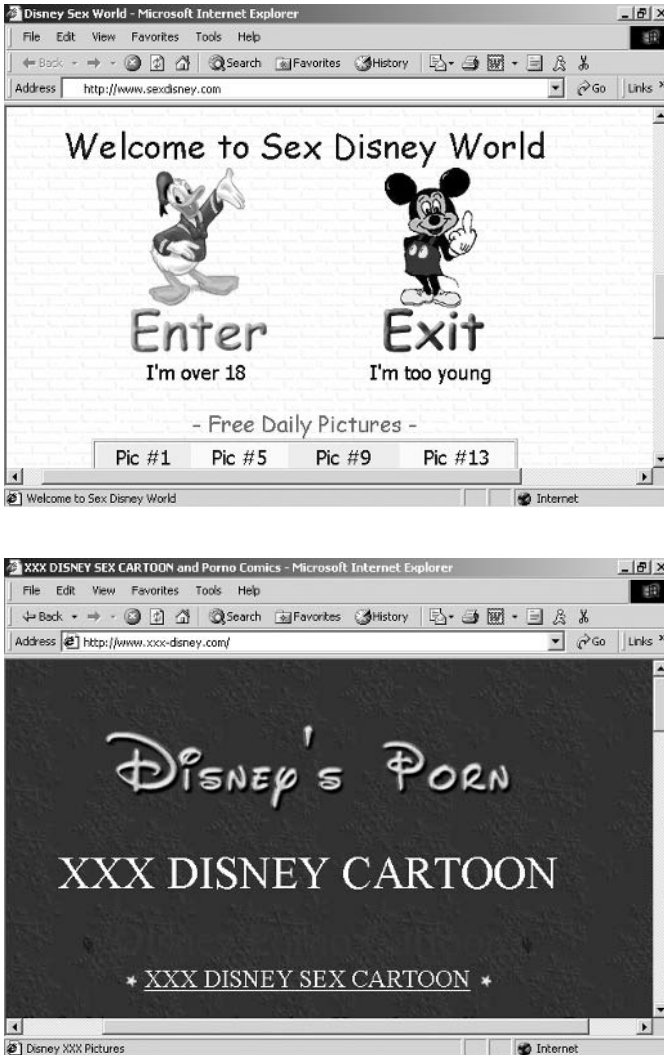 Disney Sex World - Microsoft Internet Explorer
File Edit View Favorites Tools Help
Back Search Favorites History
Address http://www.sexdisney.com Go Links
Welcome to Sex Disney World
Enter Exit
I'm over 18 I'm too young
- Free Daily Pictures -
Pic #1 Pic #5 Pic #9 Pic #13
Welcome to Sex Disney World Internet
XXX DISNEY SEX CARTOON and Porno Comics - Microsoft Internet Explorer
File Edit View Favorites Tools Help
Back Search Favorites History
Address http://www.xxx-disney.com/ Go Links
Disney's Porn
XXX DISNEY CARTOON
XXX DISNEY SEX CARTOON
Disney XXX Pictures Internet